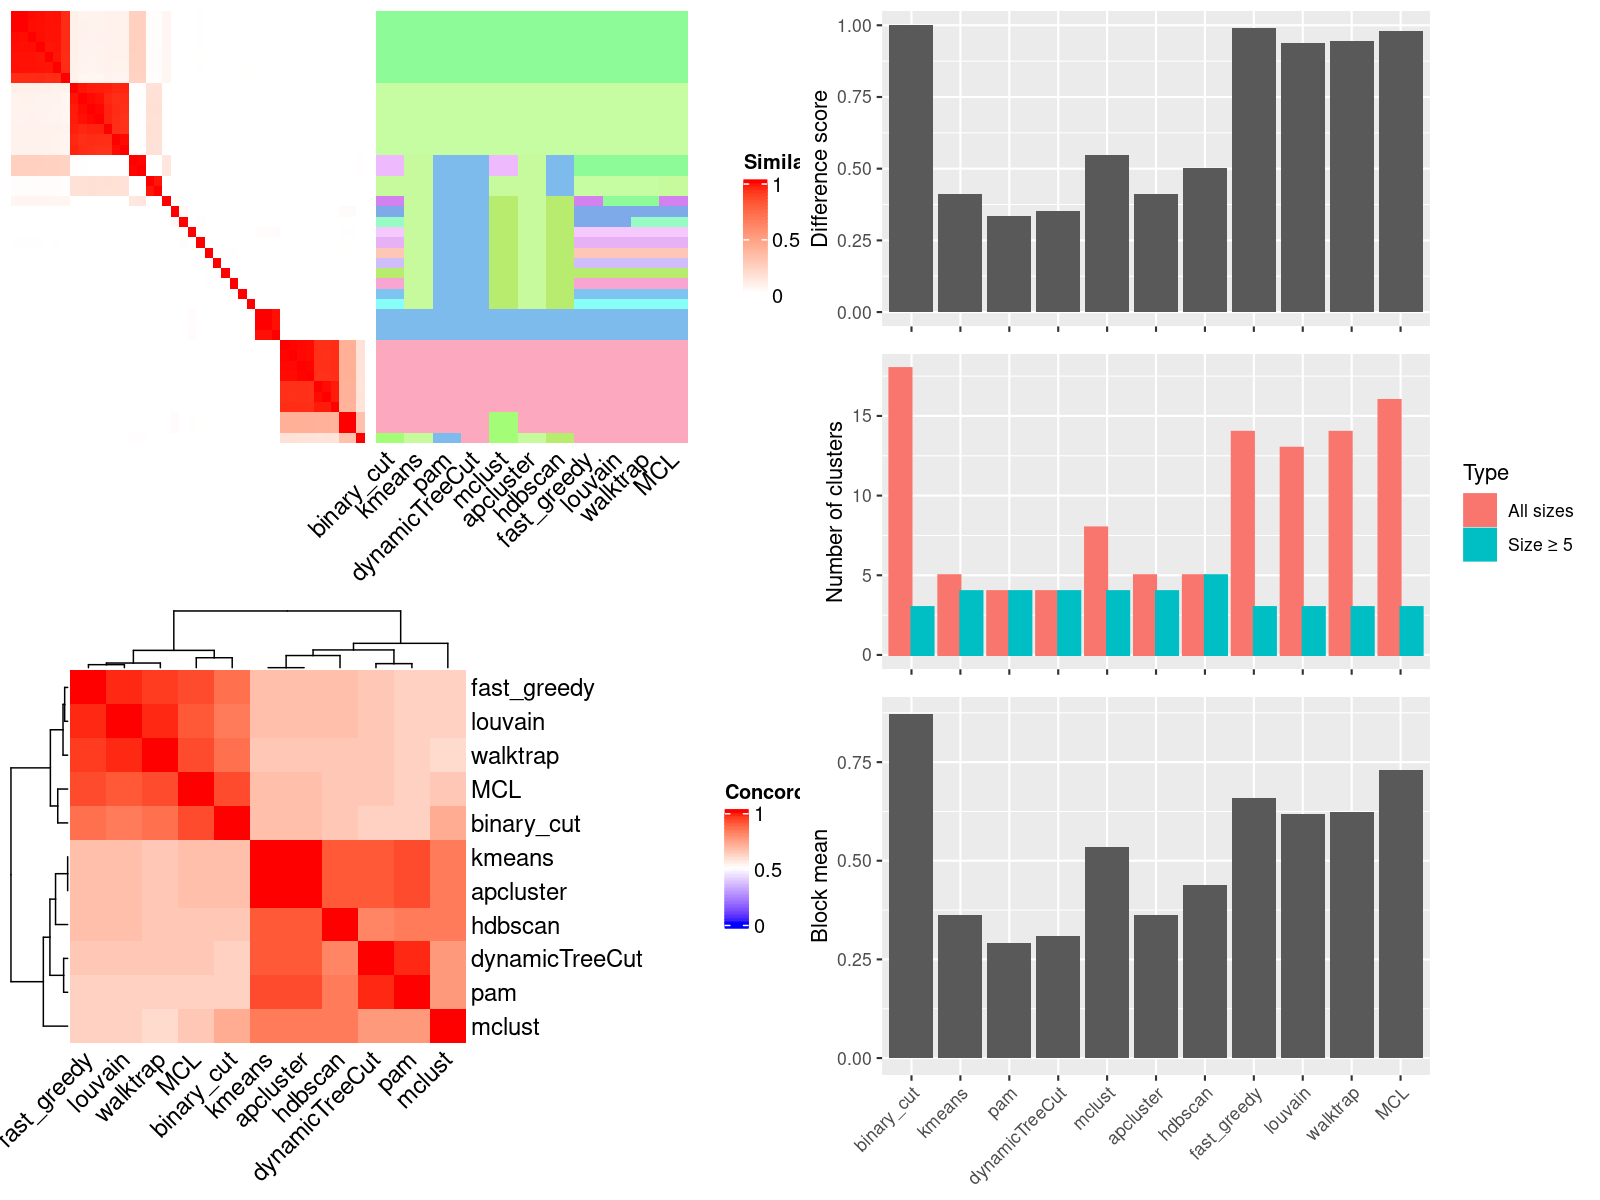 Simila
1
0.5
0
binary_cut
kmeans
pam
dynamicTreeCut
mclust
apcluster
hdbscan
fast_greedy
louvain
walktrap
MCL
Difference score
1.00
0.75
0.50
0.25
0.00
Number of clusters
15
10
5
0
Type
All sizes
Size ≥ 5
fast_greedy
louvain
walktrap
MCL
binary_cut
kmeans
apcluster
hdbscan
dynamicTreeCut
pam
mclust
fast_greedy
louvain
walktrap
MCL
binary_cut
kmeans
apcluster
hdbscan
dynamicTreeCut
pam
mclust
Concord
1
0.5
0
Block mean
0.75
0.50
0.25
0.00
binary_cut
kmeans
pam
dynamicTreeCut
mclust
apcluster
hdbscan
fast_greedy
louvain
walktrap
MCL